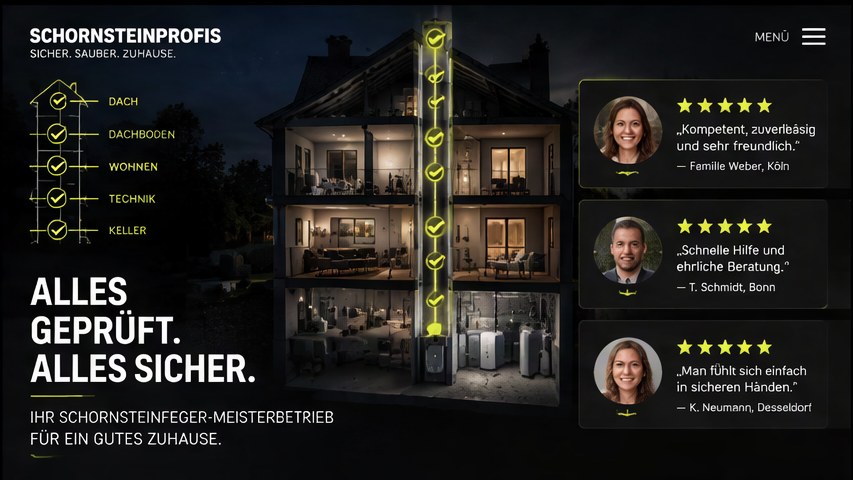 SCHORNSTEINPROFIS
SICHER. SAUBER. ZUHAUSE.
MENÜ
DACH
DACHBODEN
WOHNEN
TECHNIK
KELLER
ALLES
GEPRÜFT.
ALLES SICHER.
IHR SCHORNSTEINFEGER-MEISTERBETRIEB
FÜR EIN GUTES ZUHAUSE.
„Kompetent, zuverlbäsig
und sehr freundlich.“
— Famille Weber, Köln
„Schnelle Hilfe und
ehrliche Beratung.“
— T. Schmidt, Bonn
„Man fühlt sich einfach
in sicheren Händen.“
— K. Neumann, Desseldorf